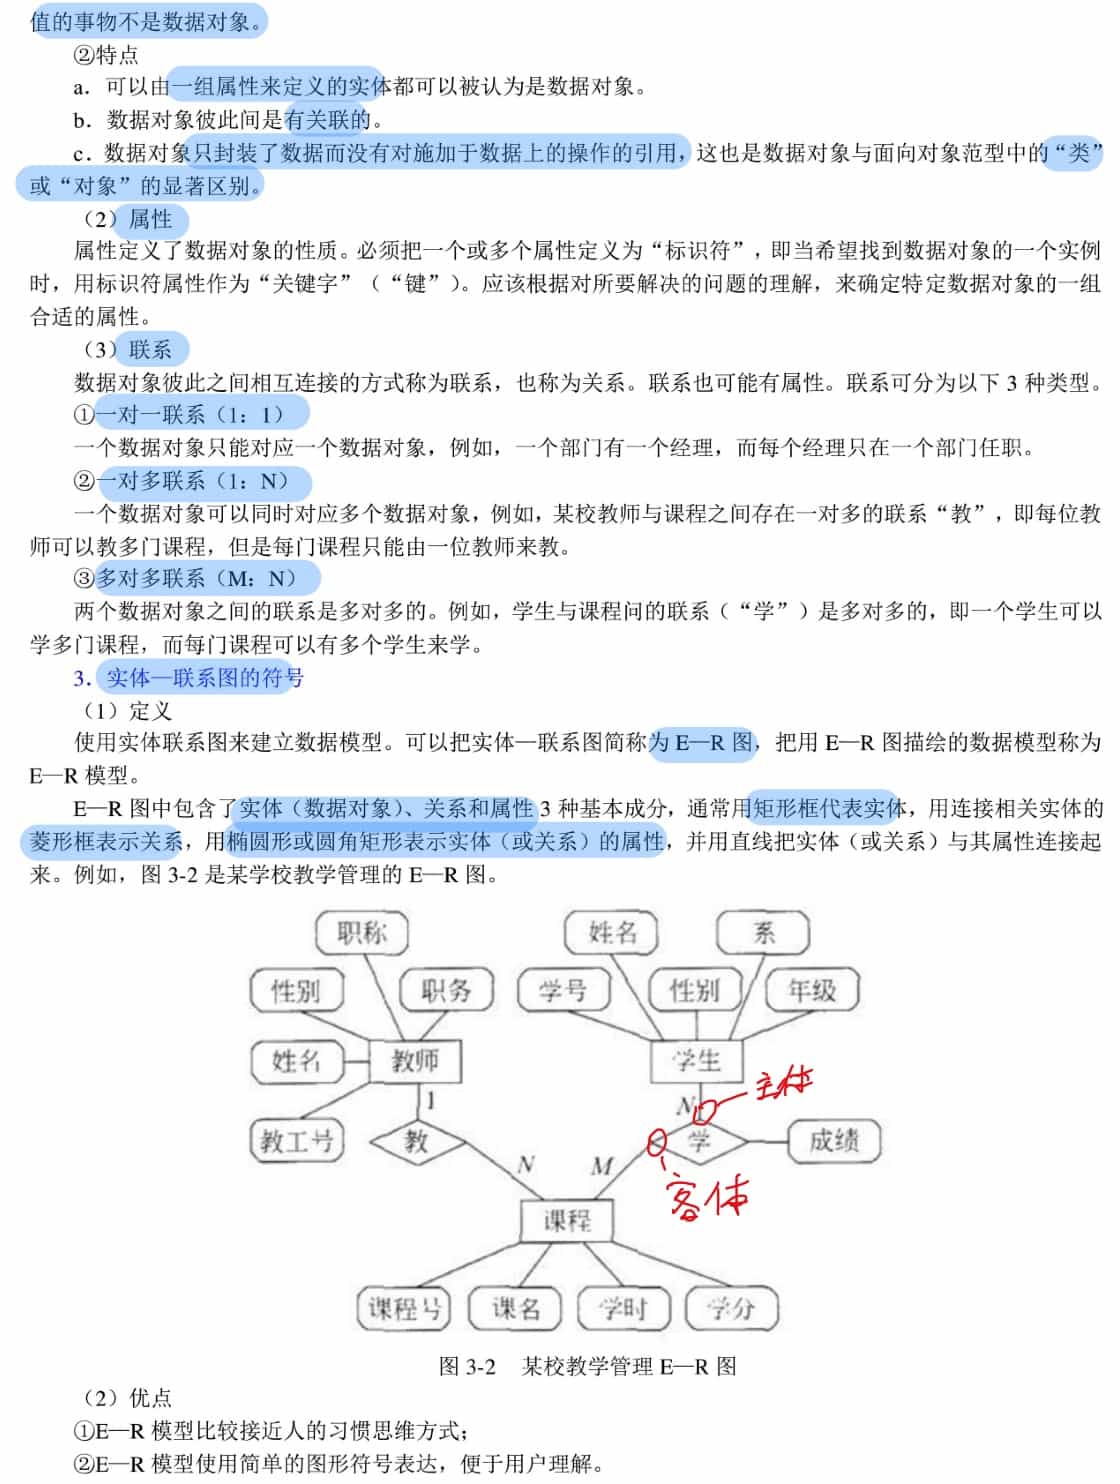 值的事物不是数据对象。
②特点
a．可以由一组属性来定义的实体都可以被认为是数据对象。
b．数据对象彼此间是有关联的。
c．数据对象只封装了数据而没有对施加于数据上的操作的引用，这也是数据对象与面向对象范型中的“类”
或“对象”的显著区别。
（2）属性
属性定义了数据对象的性质。必须把一个或多个属性定义为“标识符”，即当希望找到数据对象的一个实例
时，用标识符属性作为“关键字”（“键”）。应该根据对所要解决的问题的理解，来确定特定数据对象的一组
合适的属性。
（3）联系
数据对象彼此之间相互连接的方式称为联系，也称为关系。联系也可能有属性。联系可分为以下 3 种类型。
①一对一联系（1：1）
一个数据对象只能对应一个数据对象，例如，一个部门有一个经理，而每个经理只在一个部门任职。
②一对多联系（1：N）
一个数据对象可以同时对应多个数据对象，例如，某校教师与课程之间存在一对多的联系“教”，即每位教
师可以教多门课程，但是每门课程只能由一位教师来教。
③多对多联系（M：N）
两个数据对象之间的联系是多对多的。例如，学生与课程问的联系（“学”）是多对多的，即一个学生可以
学多门课程，而每门课程可以有多个学生来学。
3．实体—联系图的符号
（1）定义
使用实体联系图来建立数据模型。可以把实体—联系图简称为 E—R 图，把用 E—R 图描绘的数据模型称为
E—R 模型。
E—R 图中包含了实体（数据对象）、关系和属性 3 种基本成分，通常用矩形框代表实体，用连接相关实体的
菱形框表示关系，用椭圆形或圆角矩形表示实体（或关系）的属性，并用直线把实体（或关系）与其属性连接起
来。例如，图 3-2 是某学校教学管理的 E—R 图。
职称 姓名 系
性别 职务 学号 性别 年级
姓名 教师 学生
主体
1 N
教工号 教 学 成绩
N M
客体
课程
课程号 课名 学时 学分
图 3-2 某校教学管理 E—R 图
（2）优点
①E—R 模型比较接近人的习惯思维方式；
②E—R 模型使用简单的图形符号表达，便于用户理解。